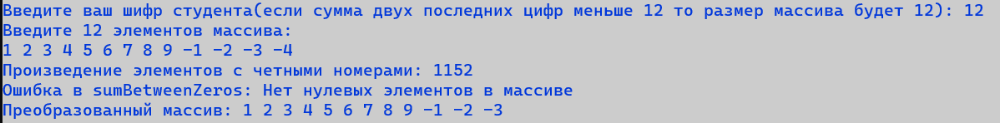 Введите ваш шифр студента(если сумма двух последних цифр меньше 12 то размер массива будет 12): 12
Введите 12 элементов массива:
1 2 3 4 5 6 7 8 9 -1 -2 -3 -4
Произведение элементов с четными номерами: 1152
Ошибка в sumBetweenZeros: Нет нулевых элементов в массиве
Преобразованный массив: 1 2 3 4 5 6 7 8 9 -1 -2 -3